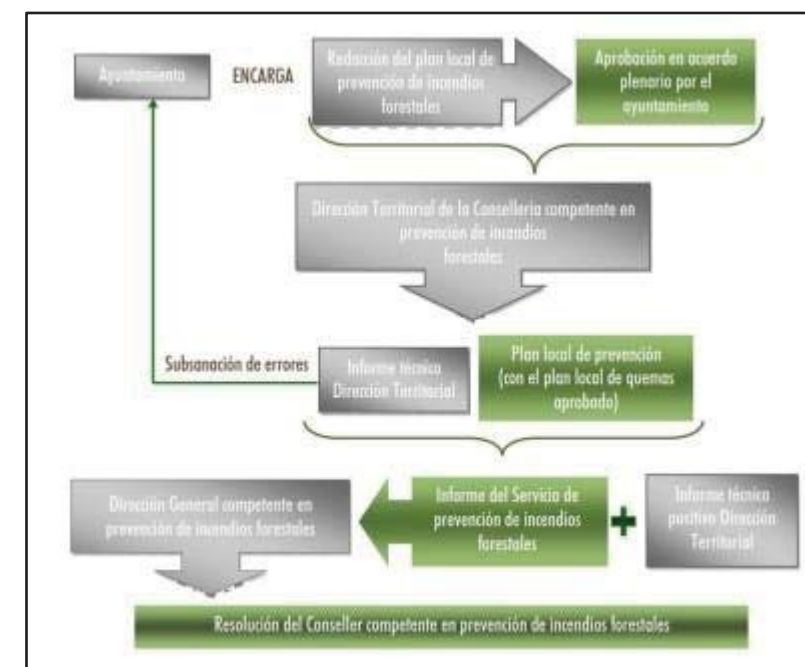 Ayuntamiento
ENCARGA
Redacción del plan local de
prevención de incendios
forestales
Aprobación en acuerdo
plenario por el
ayuntamiento
Dirección Territorial de la Conselleria competente en
prevención de incendios
forestales
Subsanación de errores
Informe técnico
Dirección Territorial
Plan local de prevención
(con el plan local de quemas
aprobado)
Dirección General competente en
prevención de incendios forestales
Informe del Servicio de
prevención de incendios
forestales
+
Informe técnico
positivo Dirección
Territorial
Resolución del Conseller competente en prevención de incendios forestales